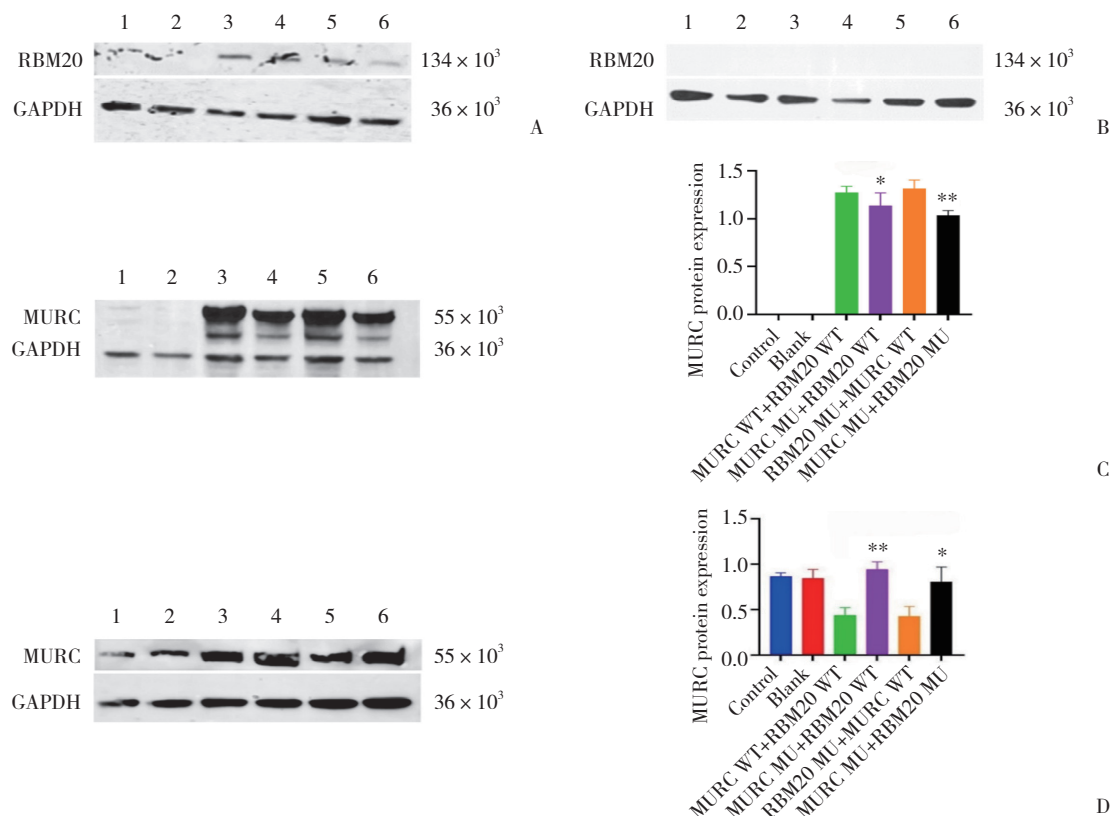 1 2 3 4 5 6
RBM20 134 × 10³
GAPDH 36 × 10³
A
1 2 3 4 5 6
RBM20 134 × 10³
GAPDH 36 × 10³
B
1 2 3 4 5 6
MURC 55 × 10³
GAPDH 36 × 10³
MURC protein expression
1.5
1.0
0.5
0.0
* **
Control
Blank
MURC WT+RBM20 WT
MURC MU+RBM20 WT
RBM20 MU+MURC WT
MURC MU+RBM20 MU
C
1 2 3 4 5 6
MURC 55 × 10³
GAPDH 36 × 10³
MURC protein expression
1.5
1.0
0.5
0.0
** *
Control
Blank
MURC WT+RBM20 WT
MURC MU+RBM20 WT
RBM20 MU+MURC WT
MURC MU+RBM20 MU
D